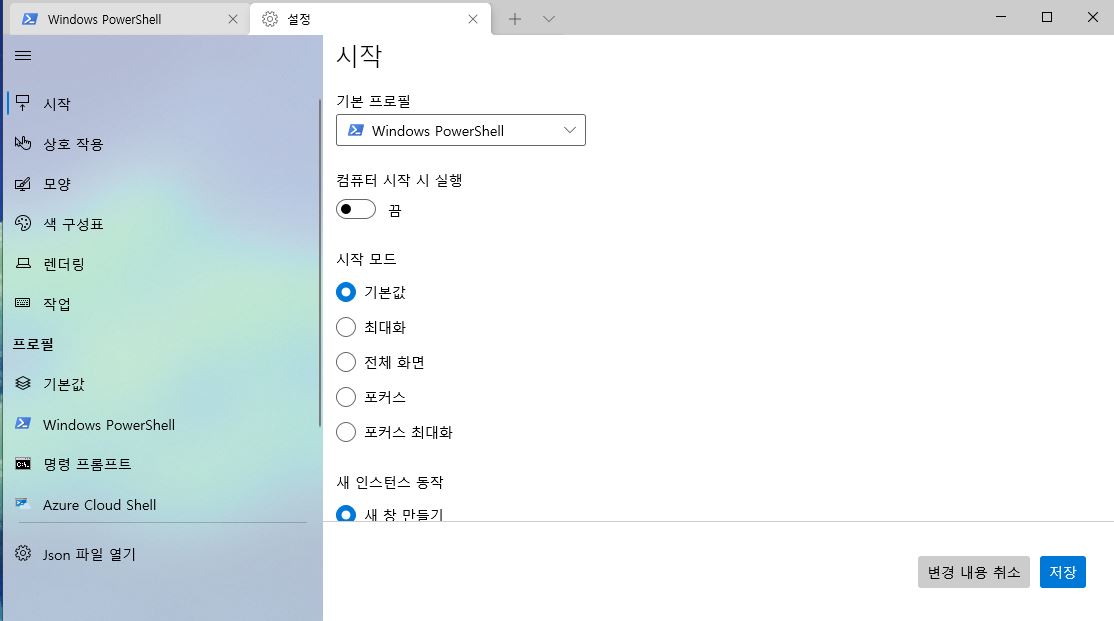 Windows PowerShell
설정
시작
상호 작용
모양
색 구성표
렌더링
작업
프로필
기본값
Windows PowerShell
명령 프롬프트
Azure Cloud Shell
Json 파일 열기
시작
기본 프로필
Windows PowerShell
컴퓨터 시작 시 실행
끔
시작 모드
기본값
최대화
전체 화면
포커스
포커스 최대화
새 인스턴스 동작
새 창 만들기
변경 내용 취소
저장